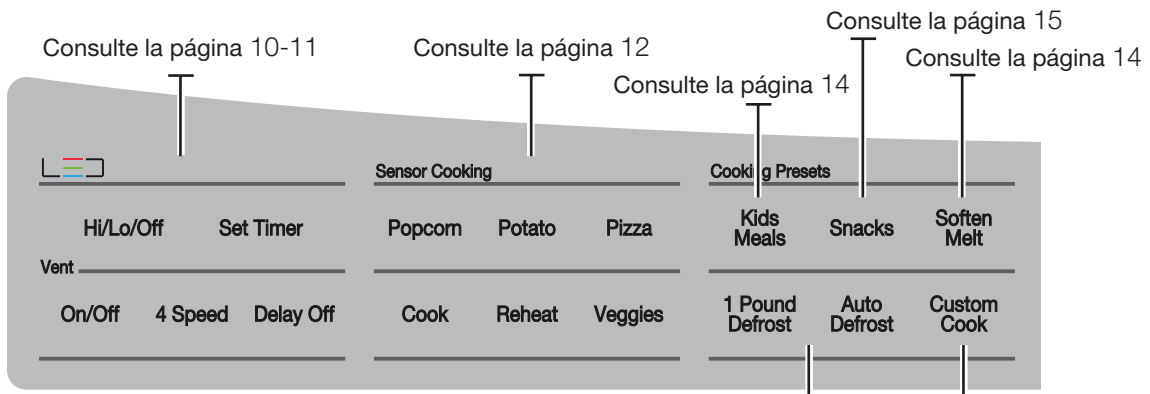 Consulte la página 15
Consulte la página 10-11
Consulte la página 12
Consulte la página 14
Consulte la página 14
LED
Sensor Cooking
Cooking Presets
Hi/Lo/Off
Set Timer
Popcorn
Potato
Pizza
Kids
Meals
Snacks
Soften
Melt
Vent
On/Off
4 Speed
Delay Off
Cook
Reheat
Veggies
1 Pound
Defrost
Auto
Defrost
Custom
Cook